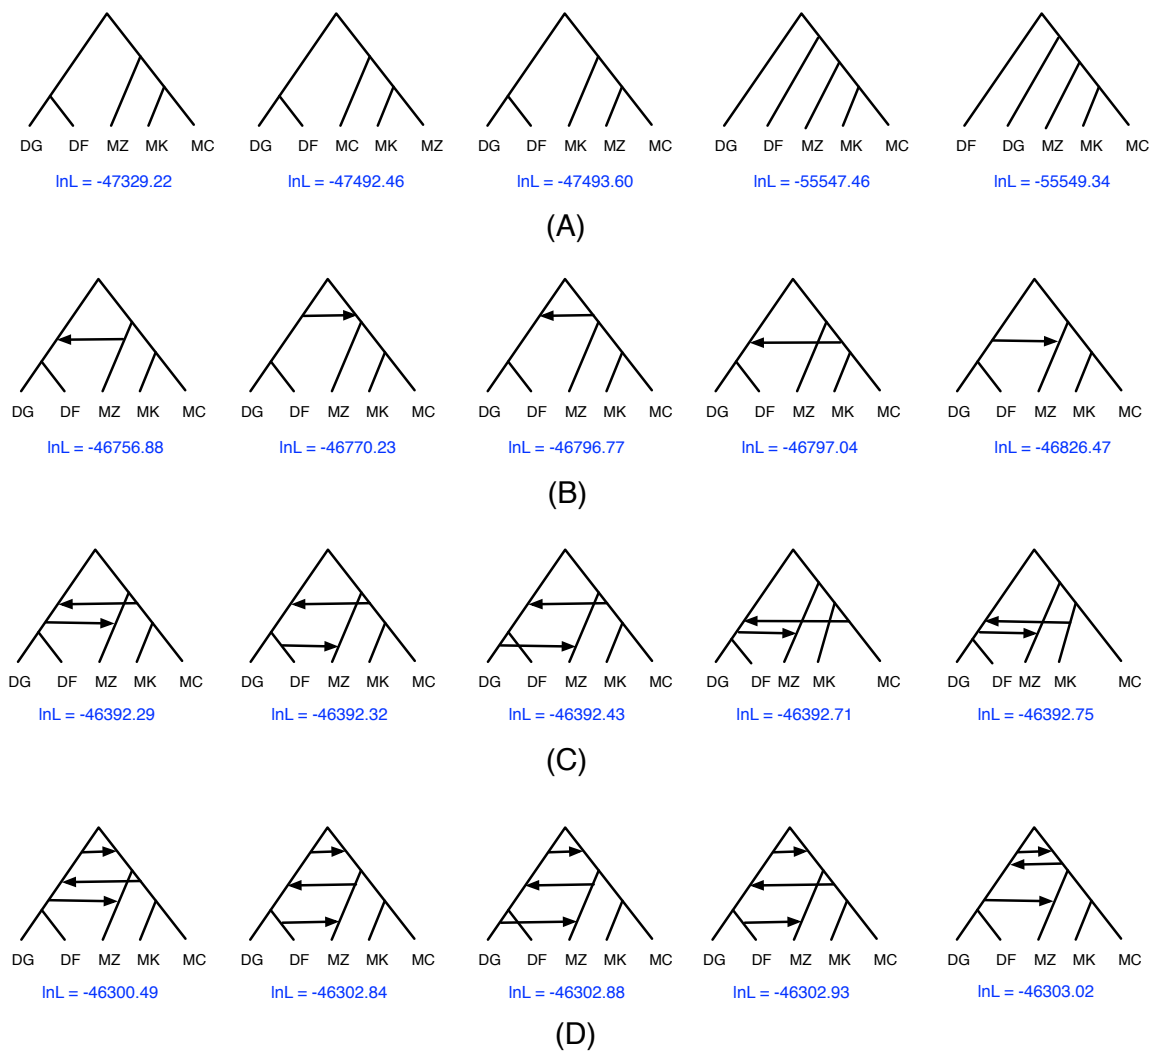 DG DF MZ MK MC DG DF MC MK MZ DG DF MK MZ MC DG DF MZ MK MC DF DG MZ MK MC
lnL = -47329.22 lnL = -47492.46 lnL = -47493.60 lnL = -55547.46 lnL = -55549.34
(A)
DG DF MZ MK MC DG DF MZ MK MC DG DF MZ MK MC DG DF MZ MK MC DG DF MZ MK MC
lnL = -46756.88 lnL = -46770.23 lnL = -46796.77 lnL = -46797.04 lnL = -46826.47
(B)
DG DF MZ MK MC DG DF MZ MK MC DG DF MZ MK MC DG DF MZ MK MC DG DF MZ MK MC
lnL = -46392.29 lnL = -46392.32 lnL = -46392.43 lnL = -46392.71 lnL = -46392.75
(C)
DG DF MZ MK MC DG DF MZ MK MC DG DF MZ MK MC DG DF MZ MK MC DG DF MZ MK MC
lnL = -46300.49 lnL = -46302.84 lnL = -46302.88 lnL = -46302.93 lnL = -46303.02
(D)